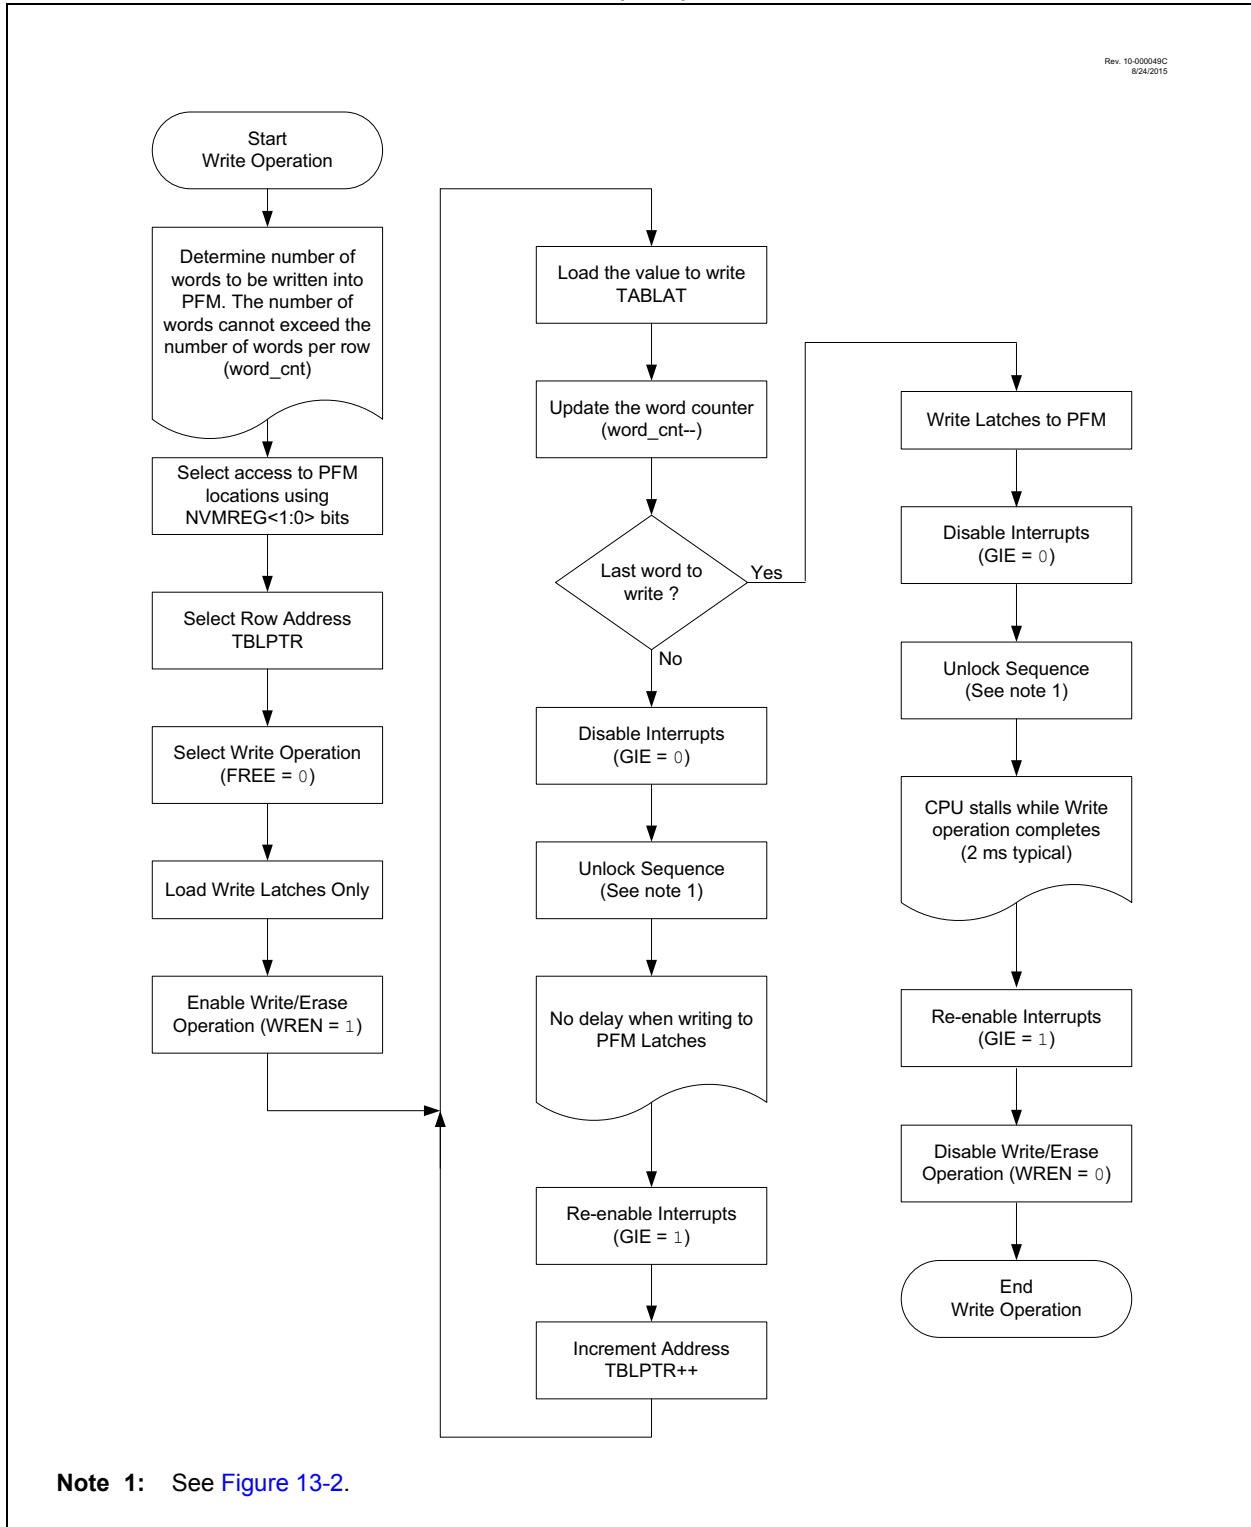 Rev. 10-000049C
8/24/2015
Start
Write Operation
Determine number of
words to be written into
PFM. The number of
words cannot exceed the
number of words per row
(word_cnt)
Select access to PFM
locations using
NVMREG<1:0> bits
Select Row Address
TBLPTR
Select Write Operation
(FREE = 0)
Load Write Latches Only
Enable Write/Erase
Operation (WREN = 1)
Load the value to write
TABLAT
Update the word counter
(word_cnt--)
Last word to
write ?
Yes
No
Disable Interrupts
(GIE = 0)
Unlock Sequence
(See note 1)
No delay when writing to
PFM Latches
Re-enable Interrupts
(GIE = 1)
Increment Address
TBLPTR++
Write Latches to PFM
Disable Interrupts
(GIE = 0)
Unlock Sequence
(See note 1)
CPU stalls while Write
operation completes
(2 ms typical)
Re-enable Interrupts
(GIE = 1)
Disable Write/Erase
Operation (WREN = 0)
End
Write Operation
Note 1: See Figure 13-2.